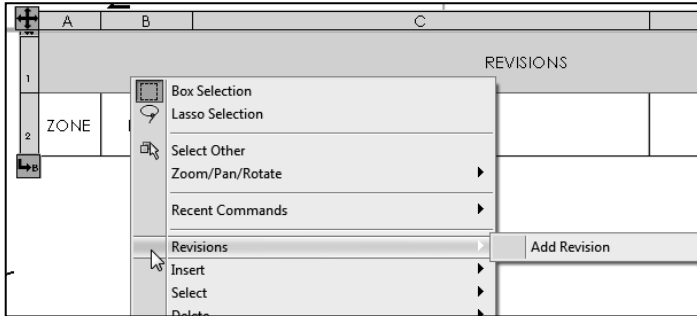 A B C
REVISIONS
1
Box Selection
Lasso Selection
ZONE
2
Select Other
B
Zoom/Pan/Rotate
Recent Commands
Revisions
Add Revision
Insert
Select
Delete